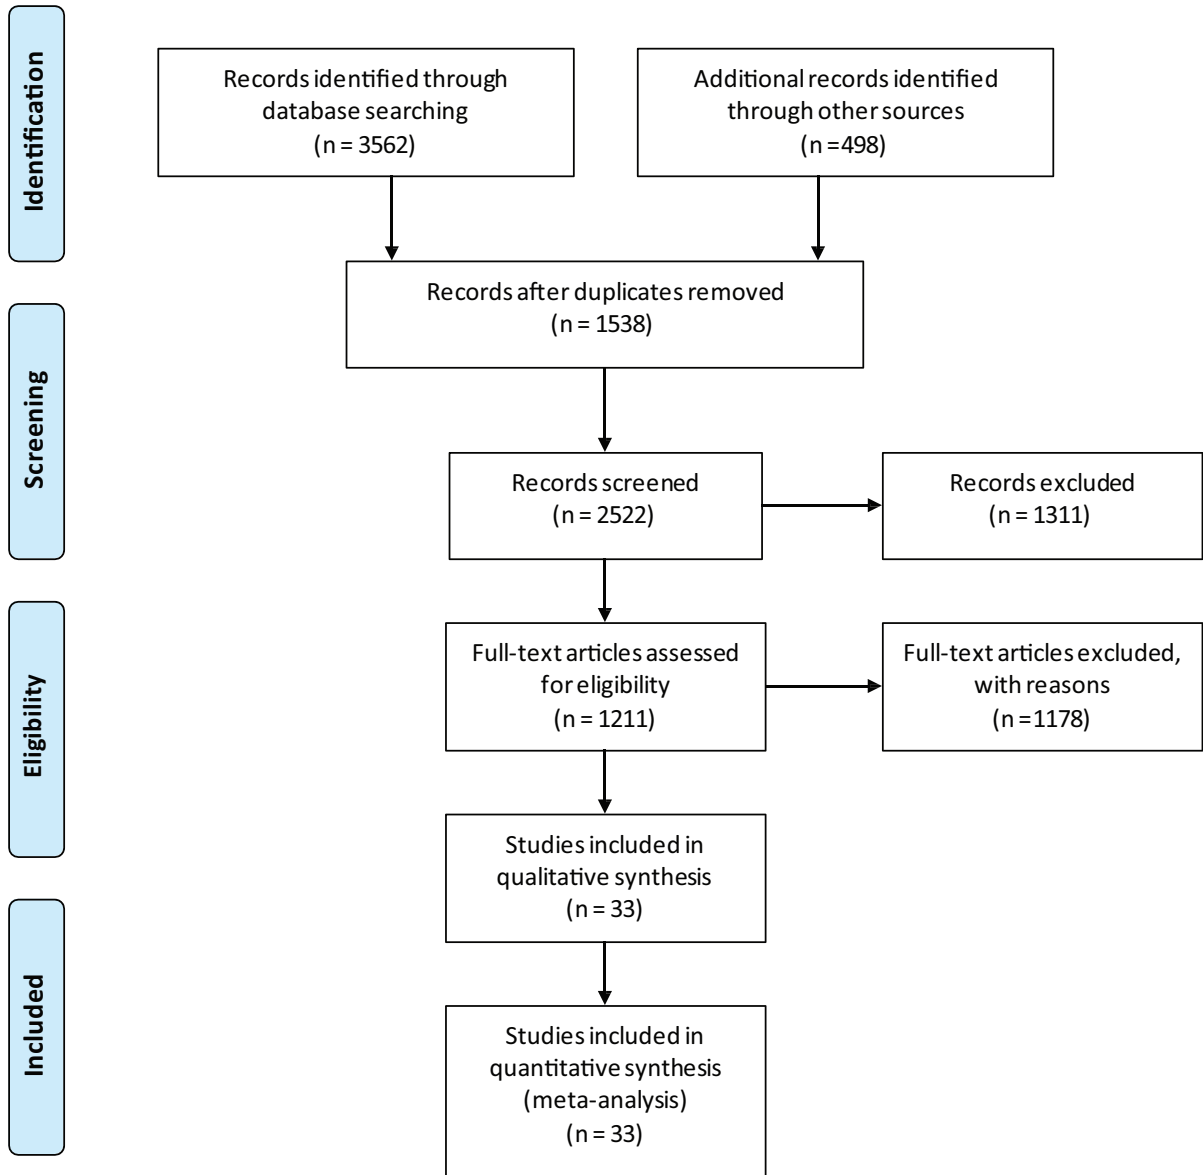 Identification
Records identified through
database searching
(n = 3562)
Additional records identified
through other sources
(n =498)
Records after duplicates removed
(n = 1538)
Screening
Records screened
(n = 2522)
Records excluded
(n = 1311)
Eligibility
Full-text articles assessed
for eligibility
(n = 1211)
Full-text articles excluded,
with reasons
(n =1178)
Studies included in
qualitative synthesis
(n = 33)
Included
Studies included in
quantitative synthesis
(meta-analysis)
(n = 33)